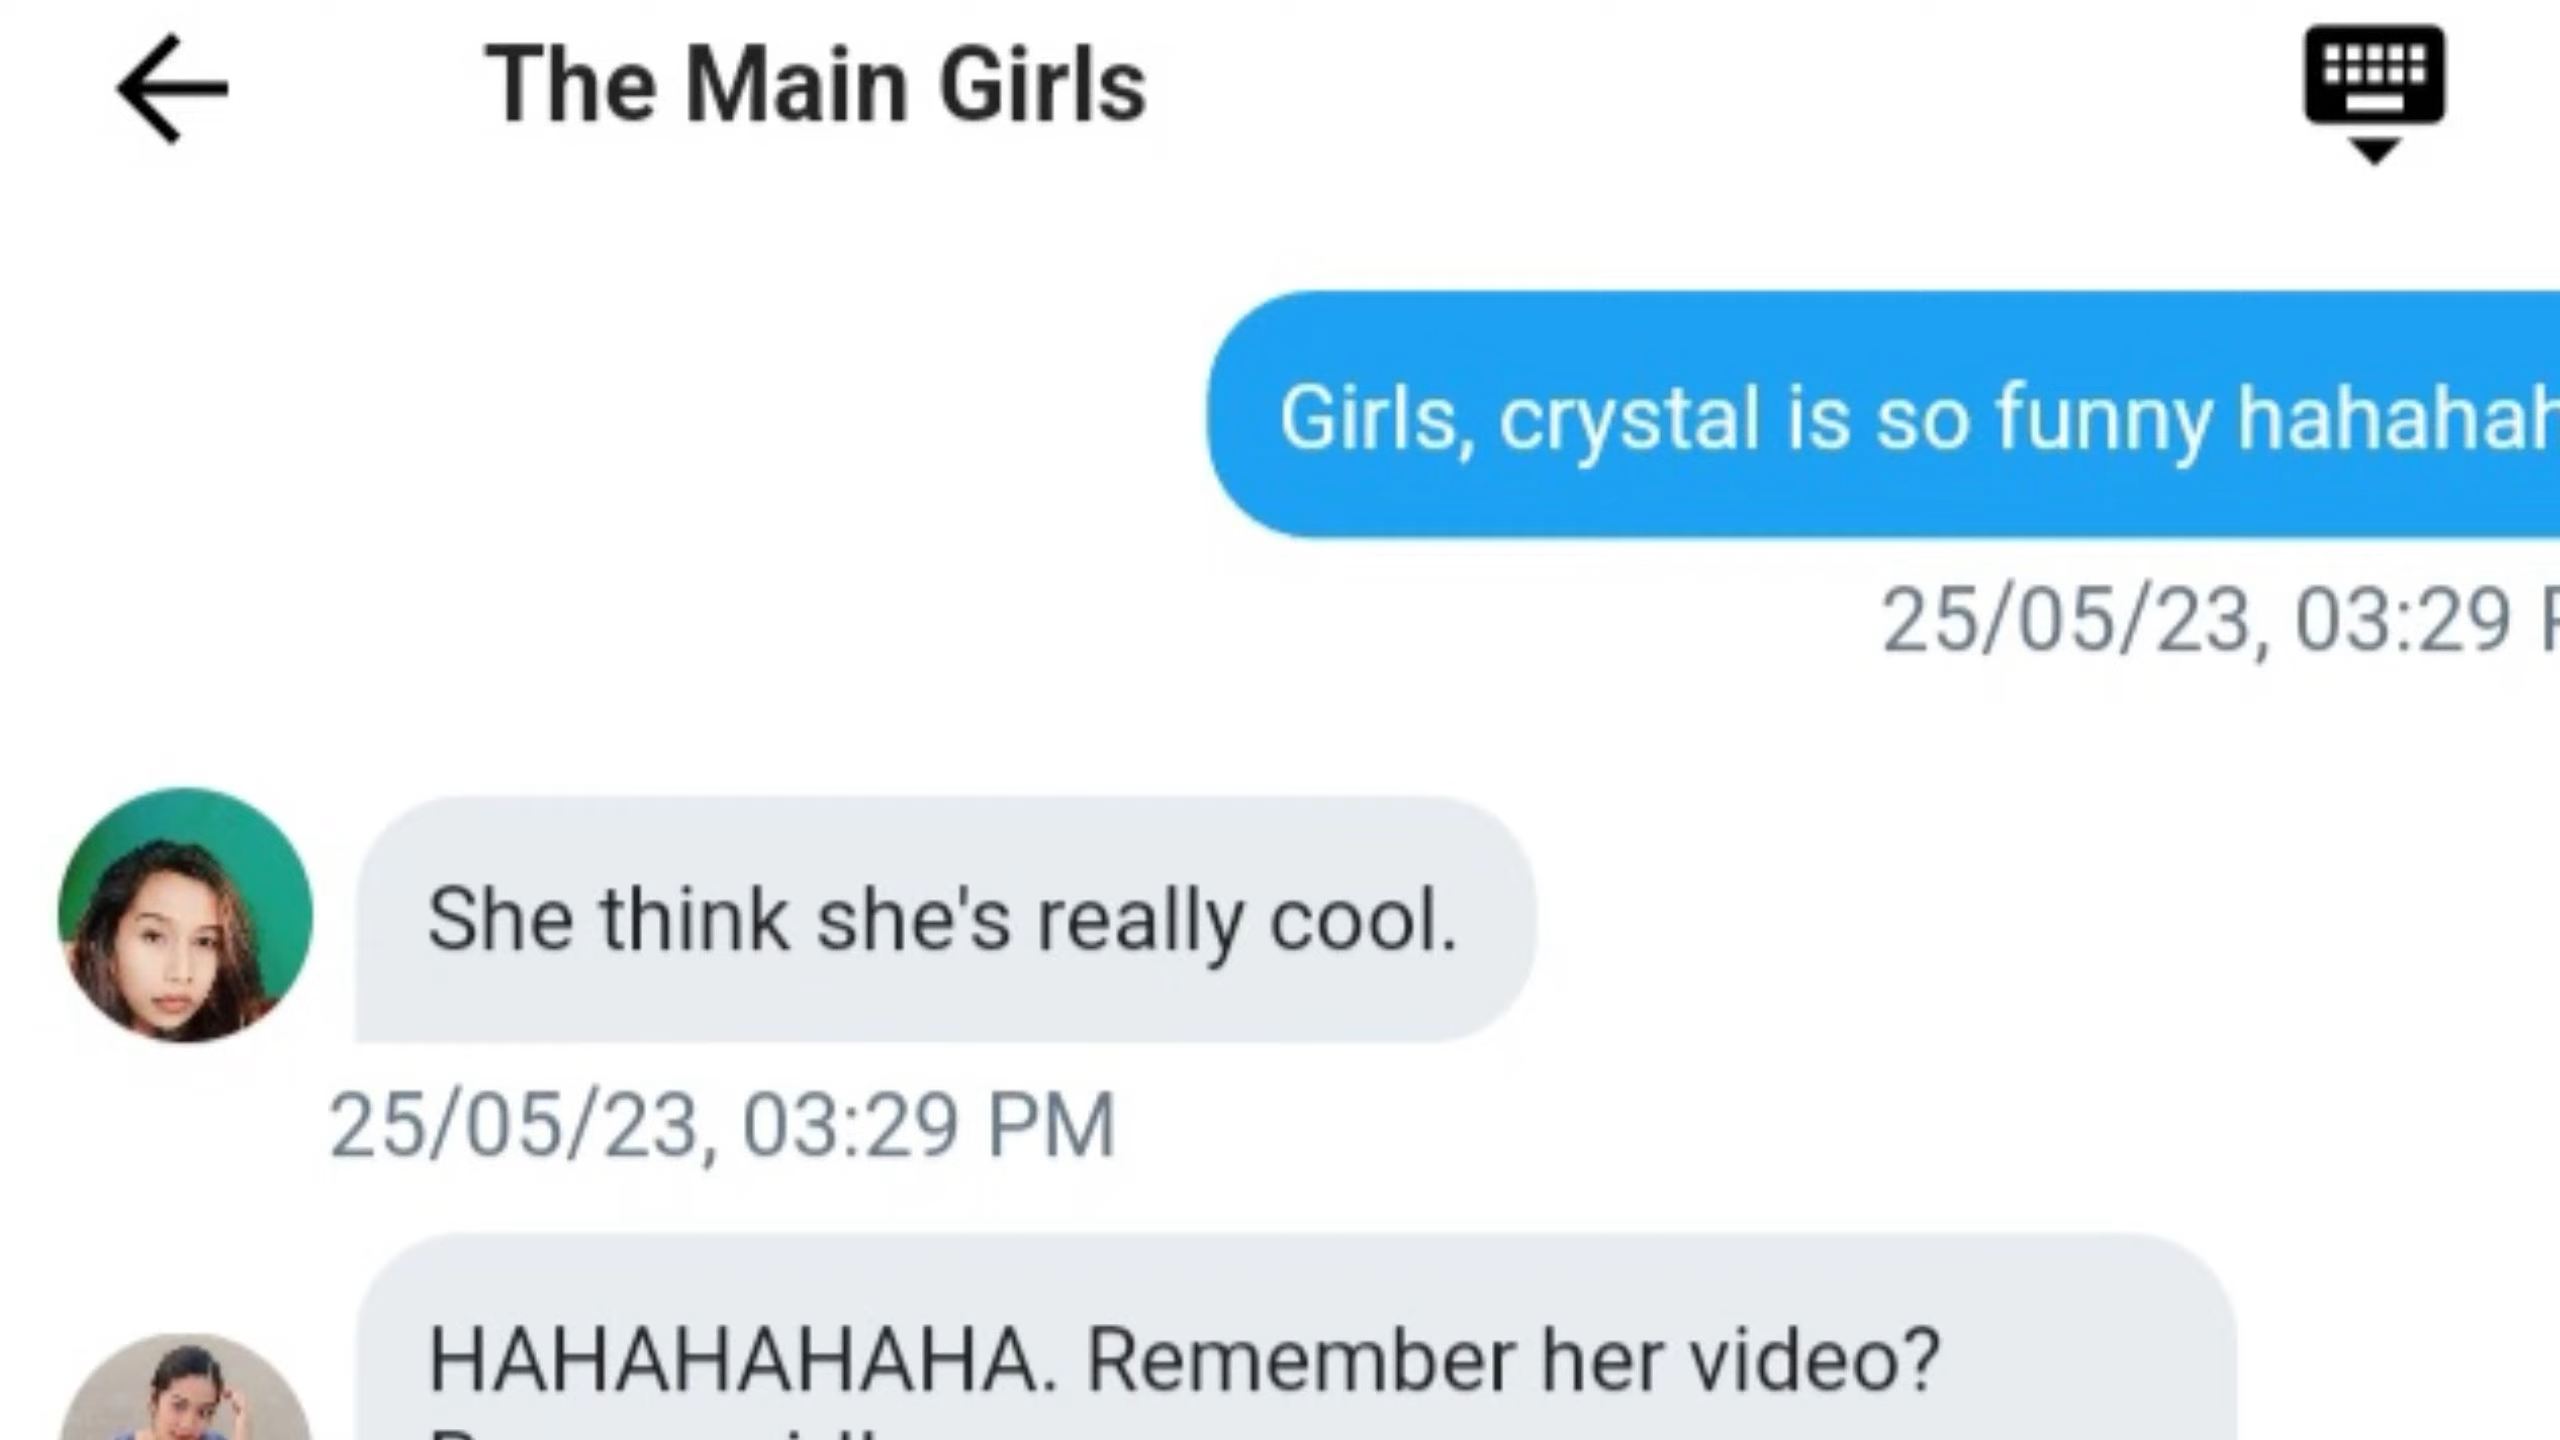 The Main Girls
Girls, crystal is so funny hahahah
25/05/23, 03:29
She think she's really cool.
25/05/23, 03:29 PM
HAHAHAHAHA. Remember her video?